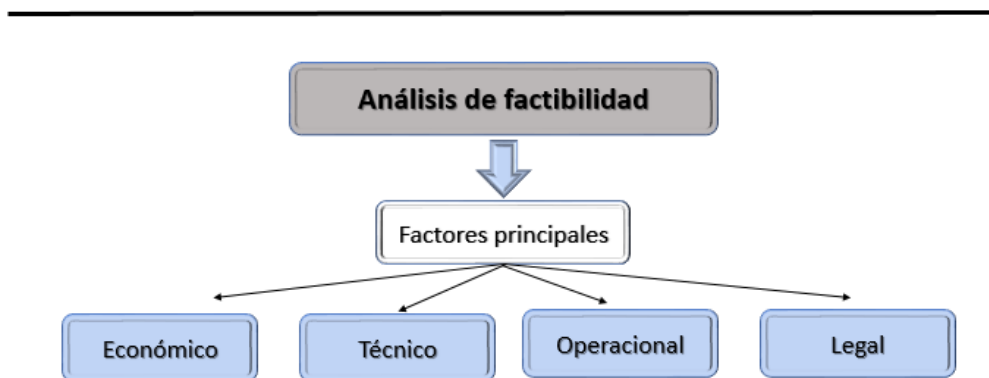 Análisis de factibilidad
Factores principales
Económico
Técnico
Operacional
Legal